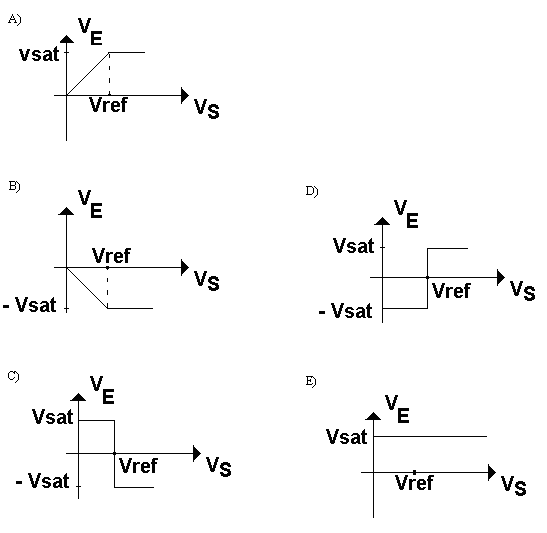 A)
VE
Vsat
Vref
VS
B)
VE
Vref
VS
- Vsat
C)
VE
Vsat
Vref
VS
- Vsat
D)
VE
Vsat
Vref
VS
- Vsat
E)
VE
Vsat
Vref
VS